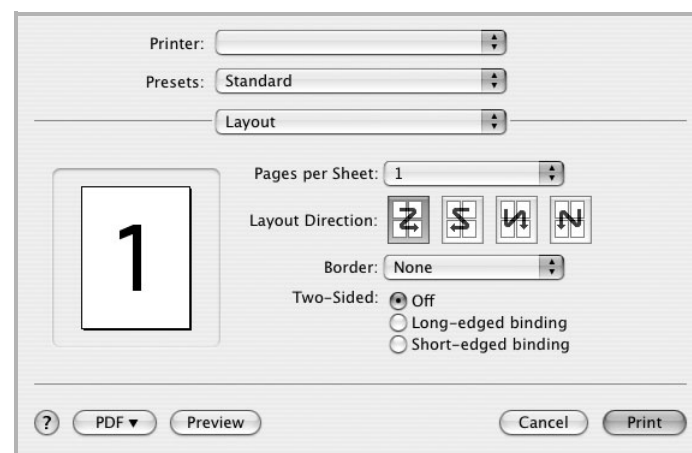 Printer:
Presets: Standard
Layout
Pages per Sheet: 1
1
Layout Direction:
Border: None
Two-Sided: Off
Long-edged binding
Short-edged binding
? PDF▼ Preview Cancel Print